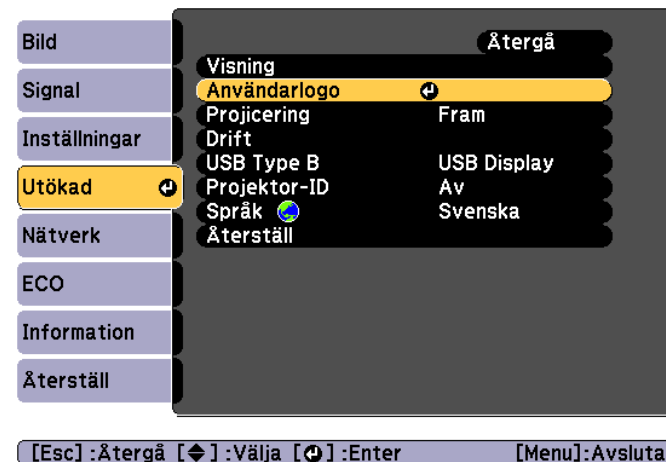 Bild
Signal
Inställningar
Utökad
Nätverk
ECO
Information
Återställ
Återgå
Visning
Användarlogo
Projicering Fram
Drift
USB Type B USB Display
Projektor-ID Av
Språk Svenska
Återställ
[Esc] :Återgå [◆] :Välja [↵] :Enter [Menu]:Avsluta